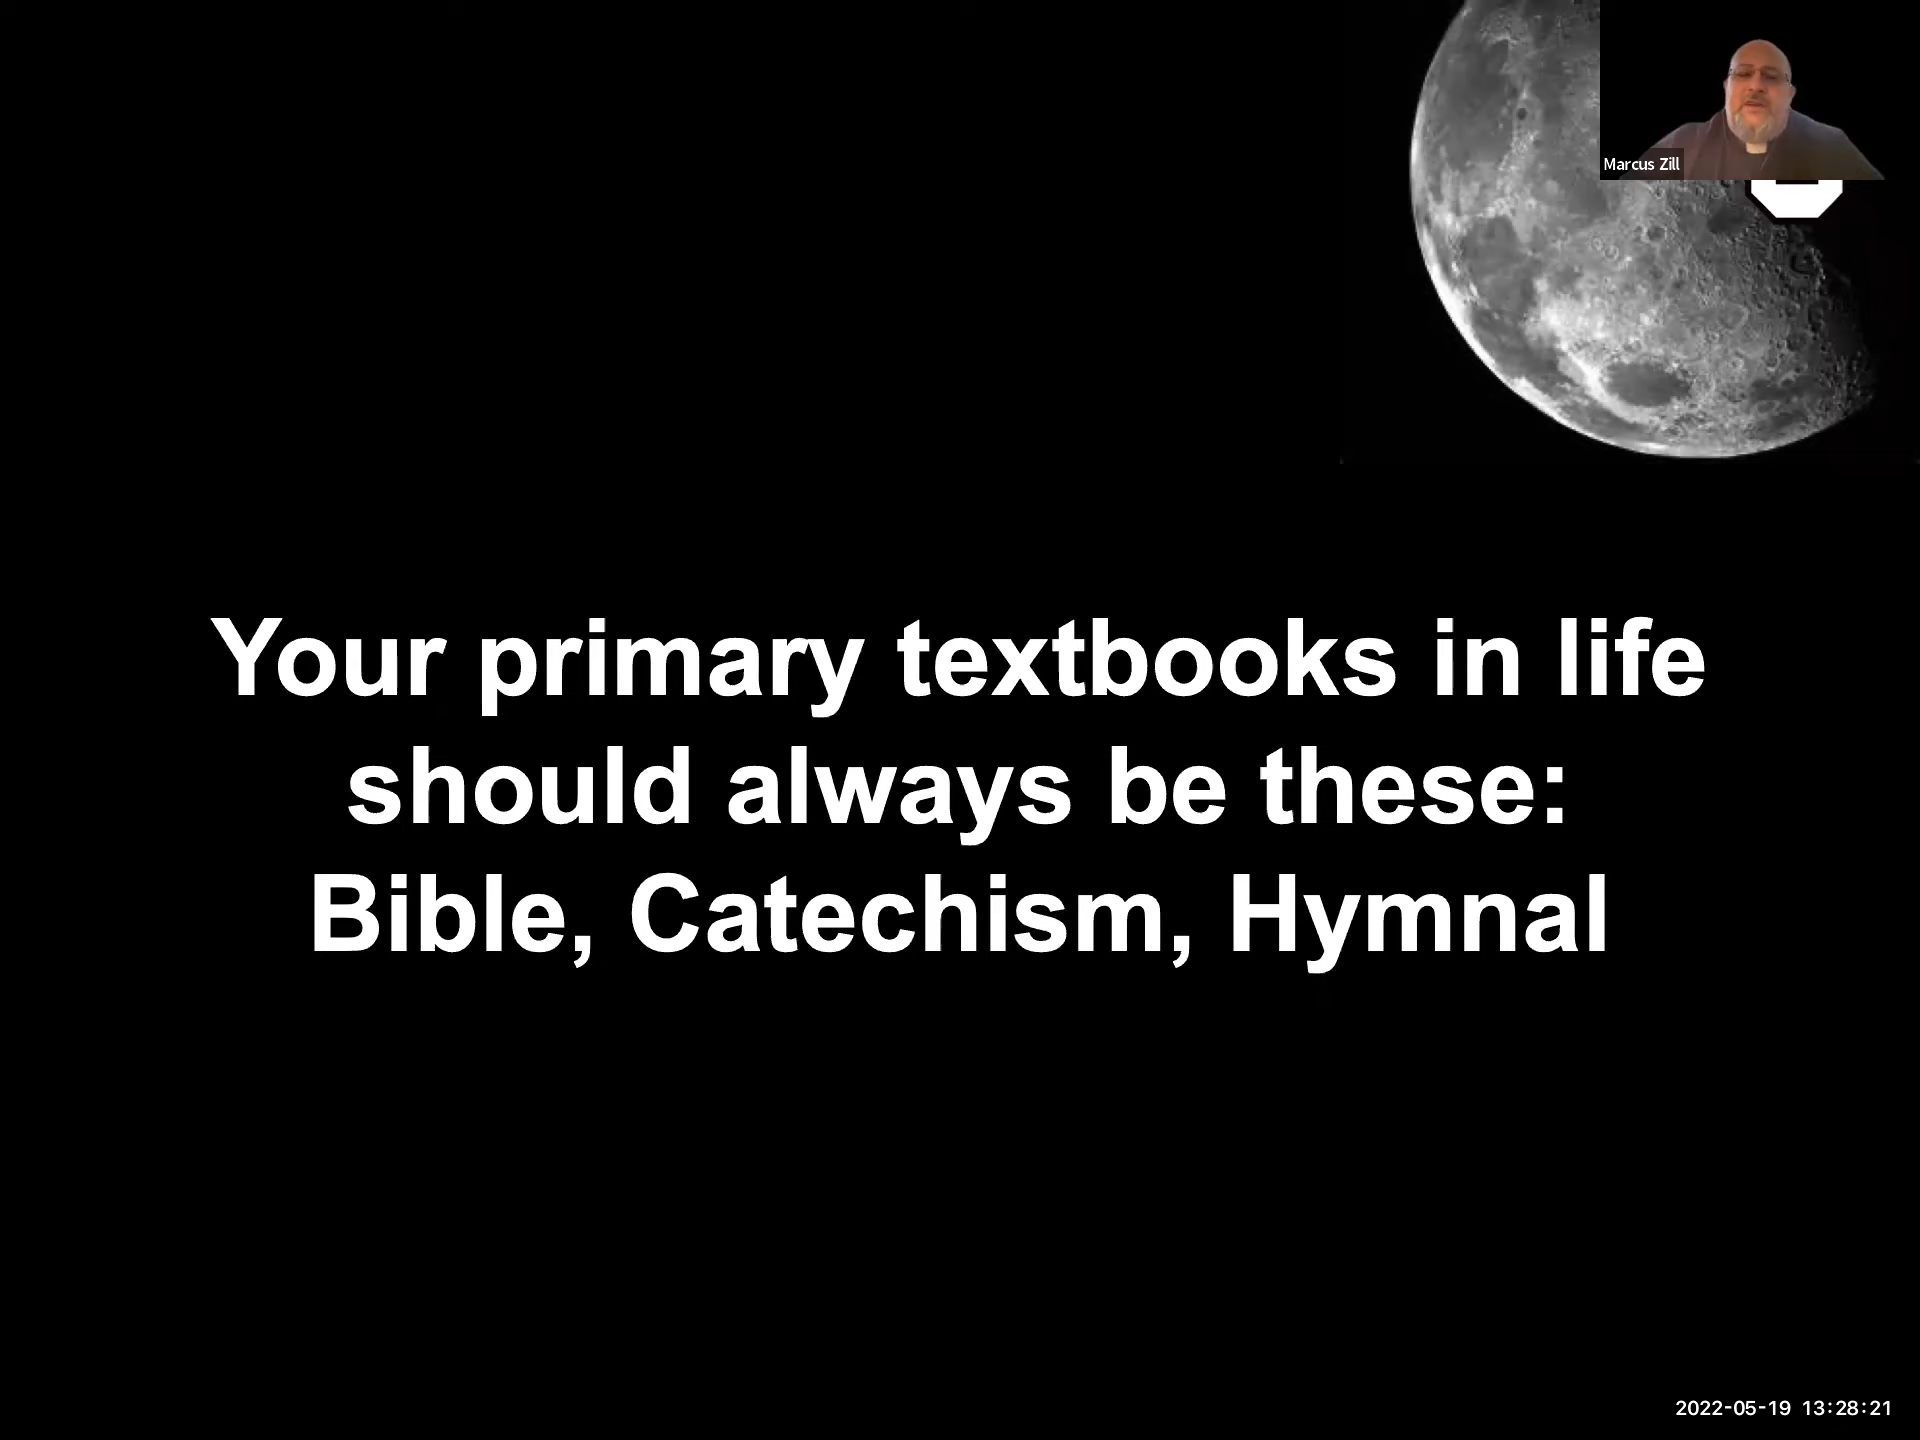 Marcus Zill
Your primary textbooks in life
should always be these:
Bible, Catechism, Hymnal
2022-05-19 13:28:21